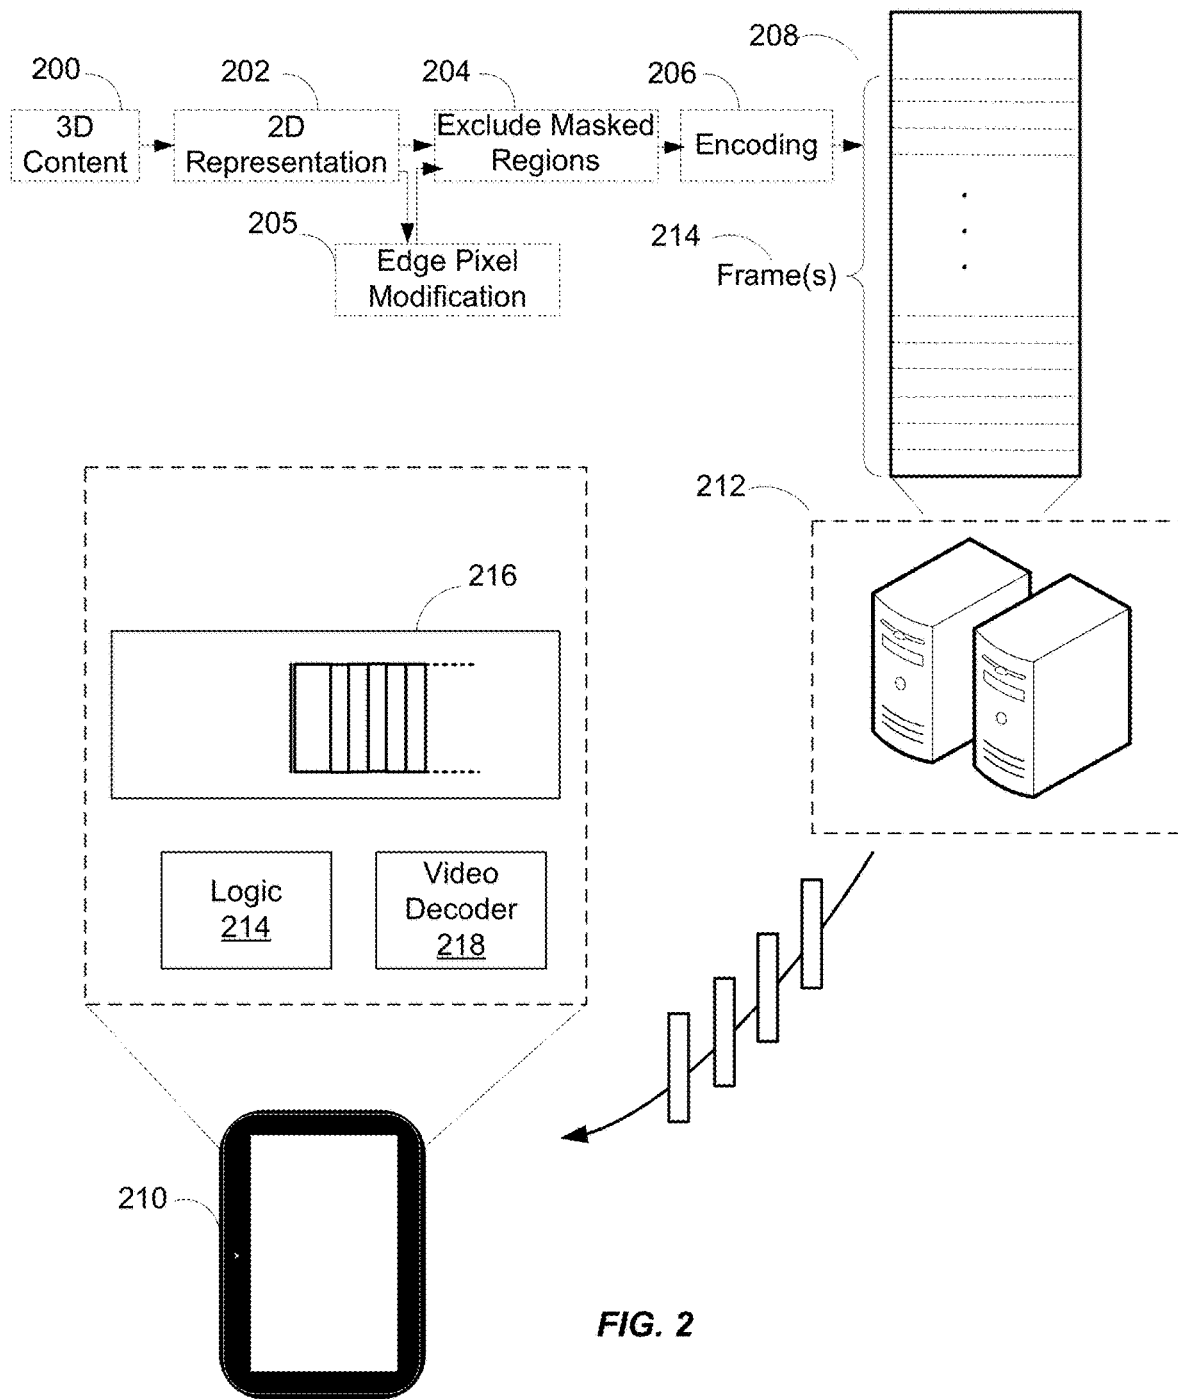 200
202
204
206
208
3D
Content
2D
Representation
Exclude Masked
Regions
Encoding
205
Edge Pixel
Modification
214
Frame(s)
212
216
Logic
214
Video
Decoder
218
210
FIG. 2